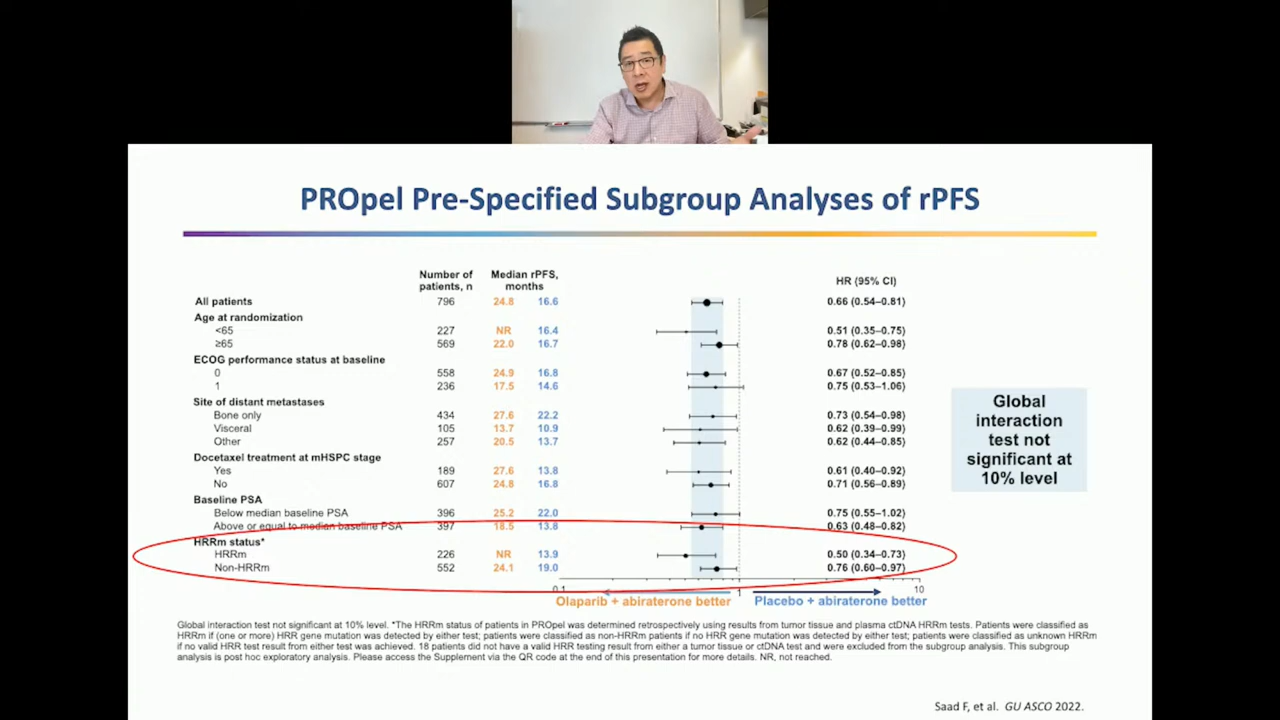 PROpel Pre-Specified Subgroup Analyses of rPFS
Number of patients, n Median rPFS, months HR (95% CI)
All patients 796 24.8 16.6 0.66 (0.54–0.81)
Age at randomization
<65 227 NR 16.4 0.51 (0.35–0.75)
≥65 569 22.0 16.7 0.78 (0.62–0.98)
ECOG performance status at baseline
0 558 24.9 16.8 0.67 (0.52–0.85)
1 236 17.5 14.6 0.75 (0.53–1.06)
Site of distant metastases
Bone only 434 27.6 22.2 0.73 (0.54–0.98)
Visceral 105 13.7 10.9 0.62 (0.39–0.99)
Other 257 20.5 13.7 0.62 (0.44–0.85)
Docetaxel treatment at mHSPC stage
Yes 189 27.6 13.8 0.61 (0.40–0.92)
No 607 24.8 16.8 0.71 (0.56–0.89)
Baseline PSA
Below median baseline PSA 396 25.2 22.0 0.75 (0.55–1.02)
Above or equal to median baseline PSA 397 18.5 13.8 0.63 (0.48–0.82)
HRRm status*
HRRm 226 NR 13.9 0.50 (0.34–0.73)
Non-HRRm 552 24.1 19.0 0.76 (0.60–0.97)
0.1 1 10
Olaparib + abiraterone better Placebo + abiraterone better
Global
interaction
test not
significant at
10% level
Global interaction test not significant at 10% level. *The HRRm status of patients in PROpel was determined retrospectively using results from tumor tissue and plasma ctDNA HRRm tests. Patients were classified as
HRRm if (one or more) HRR gene mutation was detected by either test; patients were classified as non-HRRm patients if no HRR gene mutation was detected by either test; patients were classified as unknown HRRm
if no valid HRR test result from either test was achieved. 18 patients did not have a valid HRR testing result from either a tumor tissue or ctDNA test and were excluded from the subgroup analysis. This subgroup
analysis is post hoc exploratory analysis. Please access the Supplement via the QR code at the end of this presentation for more details. NR, not reached.
Saad F, et al. GU ASCO 2022.